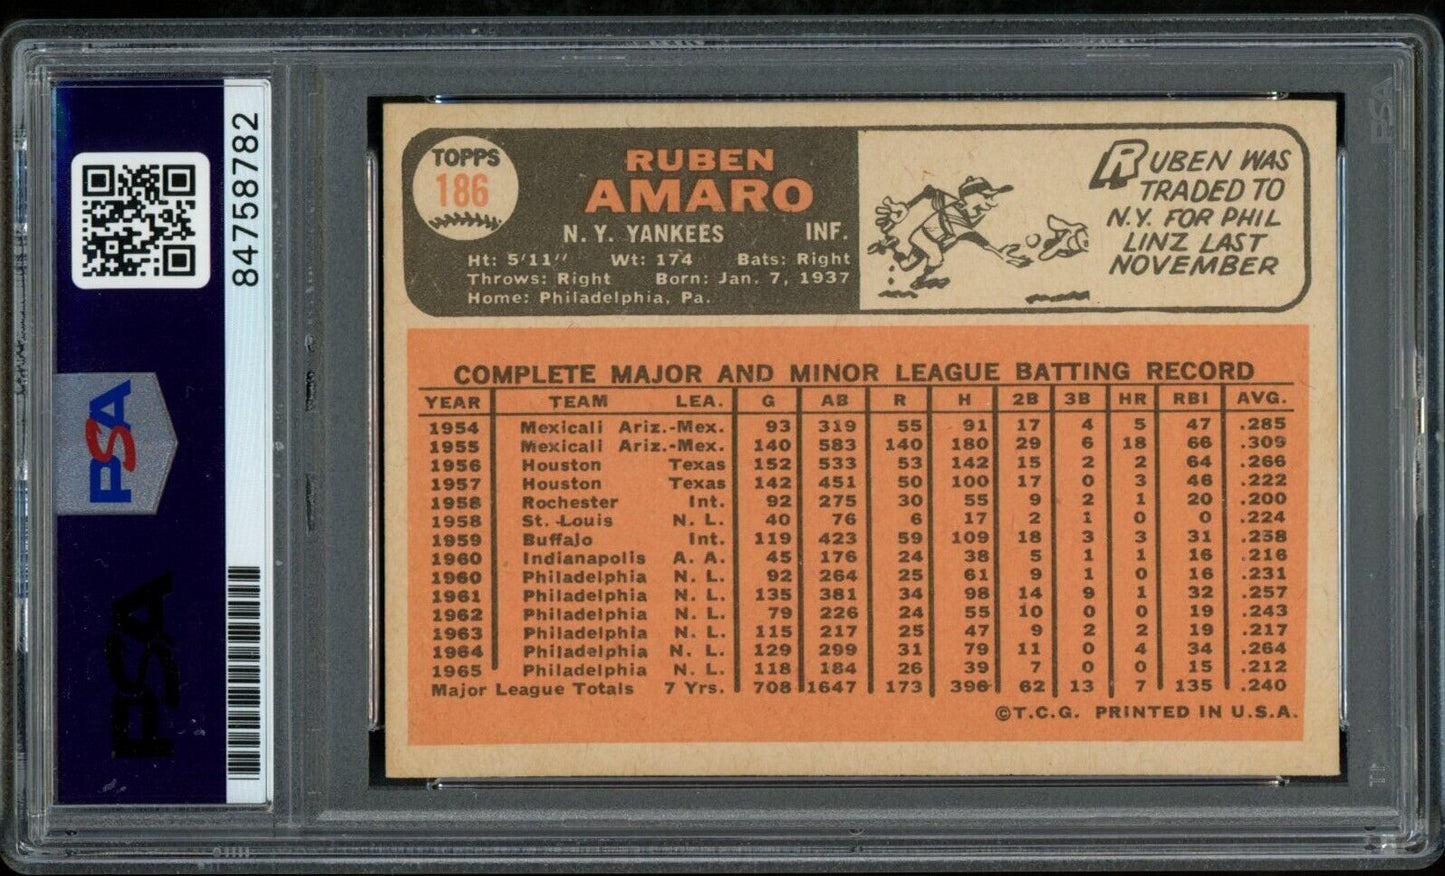 84758782
PSA
PSA
TOPPS
186
RUBEN
AMARO
N. Y. YANKEES INF.
Ht: 5'11" Wt: 174 Bats: Right
Throws: Right Born: Jan. 7, 1937
Home: Philadelphia, Pa.
RUBEN WAS
TRADED TO
N.Y. FOR PHIL
LINZ LAST
NOVEMBER
COMPLETE MAJOR AND MINOR LEAGUE BATTING RECORD
YEAR TEAM LEA. G AB R H 2B 3B HR RBI AVG.
1954 Mexicali Ariz.-Mex. 93 319 55 91 17 4 5 47 .285
1955 Mexicali Ariz.-Mex. 140 583 140 180 29 6 18 66 .309
1956 Houston Texas 152 533 53 142 15 2 2 64 .266
1957 Houston Texas 142 451 50 100 17 0 3 46 .222
1958 Rochester Int. 92 275 30 55 9 2 1 20 .200
1958 St. Louis N. L. 40 76 6 17 2 1 0 0 .224
1959 Buffalo Int. 119 423 59 109 18 3 3 31 .258
1960 Indianapolis A. A. 45 176 24 38 5 1 1 16 .216
1960 Philadelphia N. L. 92 264 25 61 9 1 0 16 .231
1961 Philadelphia N. L. 135 381 34 98 14 9 1 32 .257
1962 Philadelphia N. L. 79 226 24 55 10 0 0 19 .243
1963 Philadelphia N. L. 115 217 25 47 9 2 2 19 .217
1964 Philadelphia N. L. 129 299 31 79 11 0 4 34 .264
1965 Philadelphia N. L. 118 184 26 39 7 0 0 15 .212
Major League Totals 7 Yrs. 708 1647 173 396 62 13 7 135 .240
©T.C.G. PRINTED IN U.S.A.
PSA